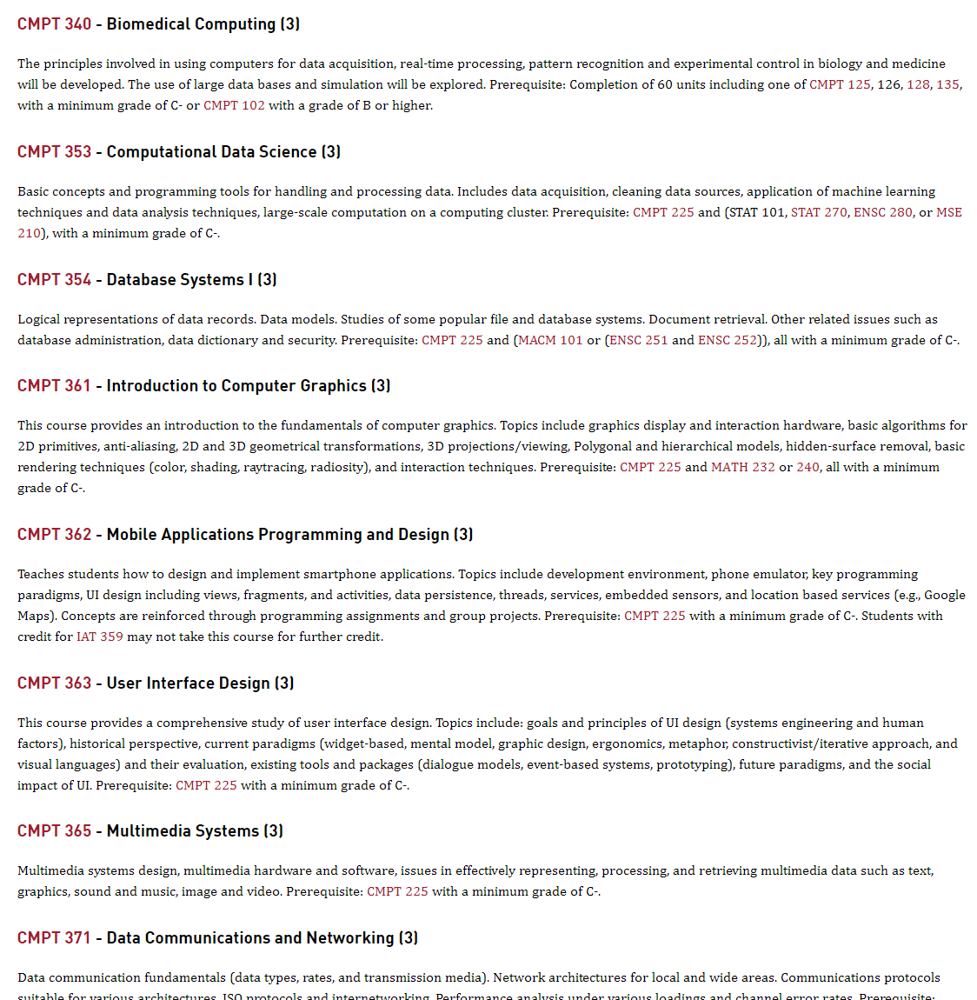 CMPT 340 - Biomedical Computing (3)
The principles involved in using computers for data acquisition, real-time processing, pattern recognition and experimental control in biology and medicine
will be developed. The use of large data bases and simulation will be explored. Prerequisite: Completion of 60 units including one of CMPT 125, 126, 128, 135,
with a minimum grade of C- or CMPT 102 with a grade of B or higher.
CMPT 353 - Computational Data Science (3)
Basic concepts and programming tools for handling and processing data. Includes data acquisition, cleaning data sources, application of machine learning
techniques and data analysis techniques, large-scale computation on a computing cluster. Prerequisite: CMPT 225 and (STAT 101, STAT 270, ENSC 280, or MSE
210), with a minimum grade of C-.
CMPT 354 - Database Systems I (3)
Logical representations of data records. Data models. Studies of some popular file and database systems. Document retrieval. Other related issues such as
database administration, data dictionary and security. Prerequisite: CMPT 225 and (MACM 101 or (ENSC 251 and ENSC 252)), all with a minimum grade of C-.
CMPT 361 - Introduction to Computer Graphics (3)
This course provides an introduction to the fundamentals of computer graphics. Topics include graphics display and interaction hardware, basic algorithms for
2D primitives, anti-aliasing, 2D and 3D geometrical transformations, 3D projections/viewing, Polygonal and hierarchical models, hidden-surface removal, basic
rendering techniques (color, shading, raytracing, radiosity), and interaction techniques. Prerequisite: CMPT 225 and MATH 232 or 240, all with a minimum
grade of C-.
CMPT 362 - Mobile Applications Programming and Design (3)
Teaches students how to design and implement smartphone applications. Topics include development environment, phone emulator, key programming
paradigms, UI design including views, fragments, and activities, data persistence, threads, services, embedded sensors, and location based services (e.g., Google
Maps). Concepts are reinforced through programming assignments and group projects. Prerequisite: CMPT 225 with a minimum grade of C-. Students with
credit for IAT 359 may not take this course for further credit.
CMPT 363 - User Interface Design (3)
This course provides a comprehensive study of user interface design. Topics include: goals and principles of UI design (systems engineering and human
factors), historical perspective, current paradigms (widget-based, mental model, graphic design, ergonomics, metaphor, constructivist/iterative approach, and
visual languages) and their evaluation, existing tools and packages (dialogue models, event-based systems, prototyping), future paradigms, and the social
impact of UI. Prerequisite: CMPT 225 with a minimum grade of C-.
CMPT 365 - Multimedia Systems (3)
Multimedia systems design, multimedia hardware and software, issues in effectively representing, processing, and retrieving multimedia data such as text,
graphics, sound and music, image and video. Prerequisite: CMPT 225 with a minimum grade of C-.
CMPT 371 - Data Communications and Networking (3)
Data communication fundamentals (data types, rates, and transmission media). Network architectures for local and wide areas. Communications protocols
suitable for various architectures. ISO protocols and internetworking. Performance analysis under various loadings and channel error rates. Prerequisite: